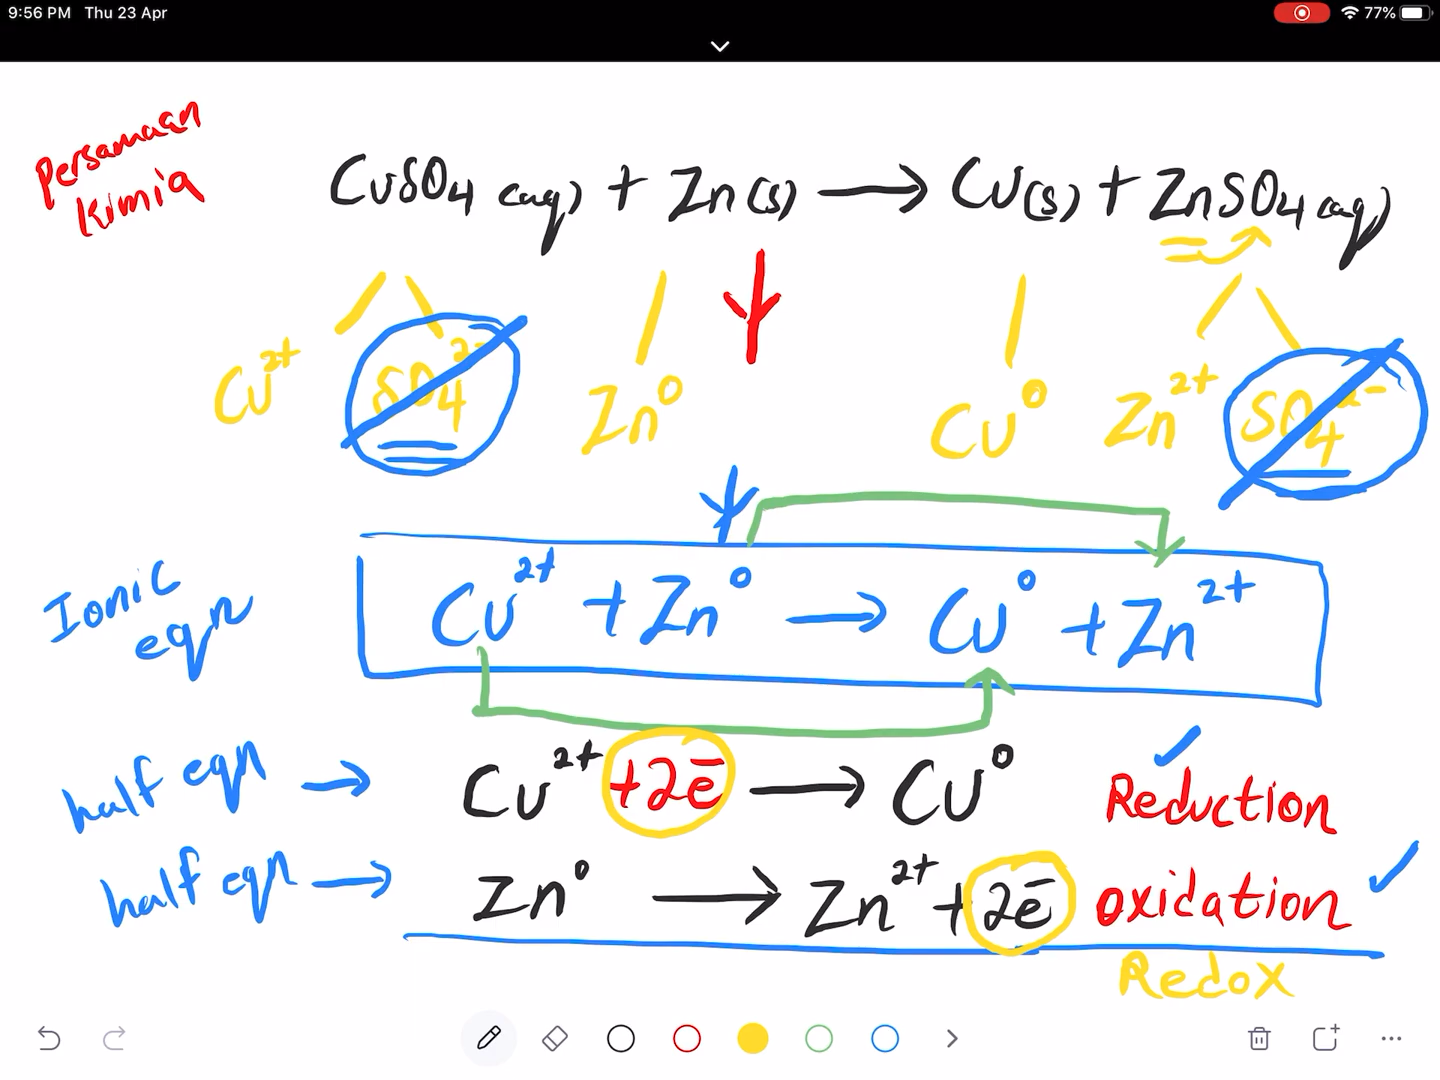 9:56 PM Thu 23 Apr
77%
Persamaan
kimia
CuSO₄ (aq) + Zn(s) → Cu(s) + ZnSO₄(aq)
Cu²⁺ SO₄²⁻ Zn⁰ Cu⁰ Zn²⁺ SO₄²⁻
Ionic
eqn
Cu²⁺ + Zn⁰ → Cu⁰ + Zn²⁺
half eqn → Cu²⁺ +2e⁻ → Cu⁰ Reduction
half eqn → Zn⁰ → Zn²⁺ + 2e⁻ oxidation
Redox